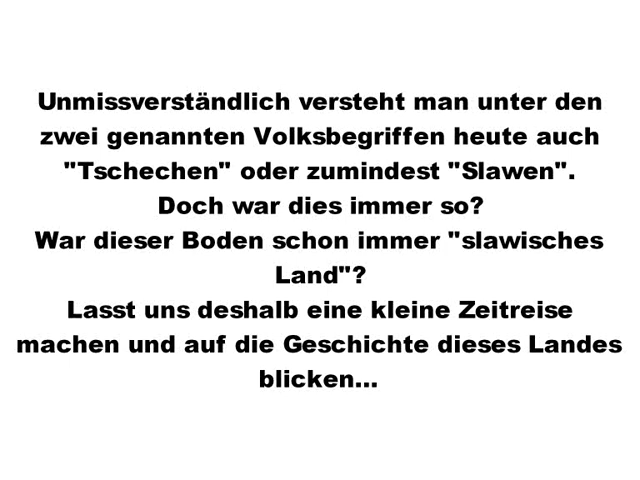 Unmissverständlich versteht man unter den
zwei genannten Volksbegriffen heute auch
"Tschechen" oder zumindest "Slawen".
Doch war dies immer so?
War dieser Boden schon immer "slawisches
Land"?
Lasst uns deshalb eine kleine Zeitreise
machen und auf die Geschichte dieses Landes
blicken...